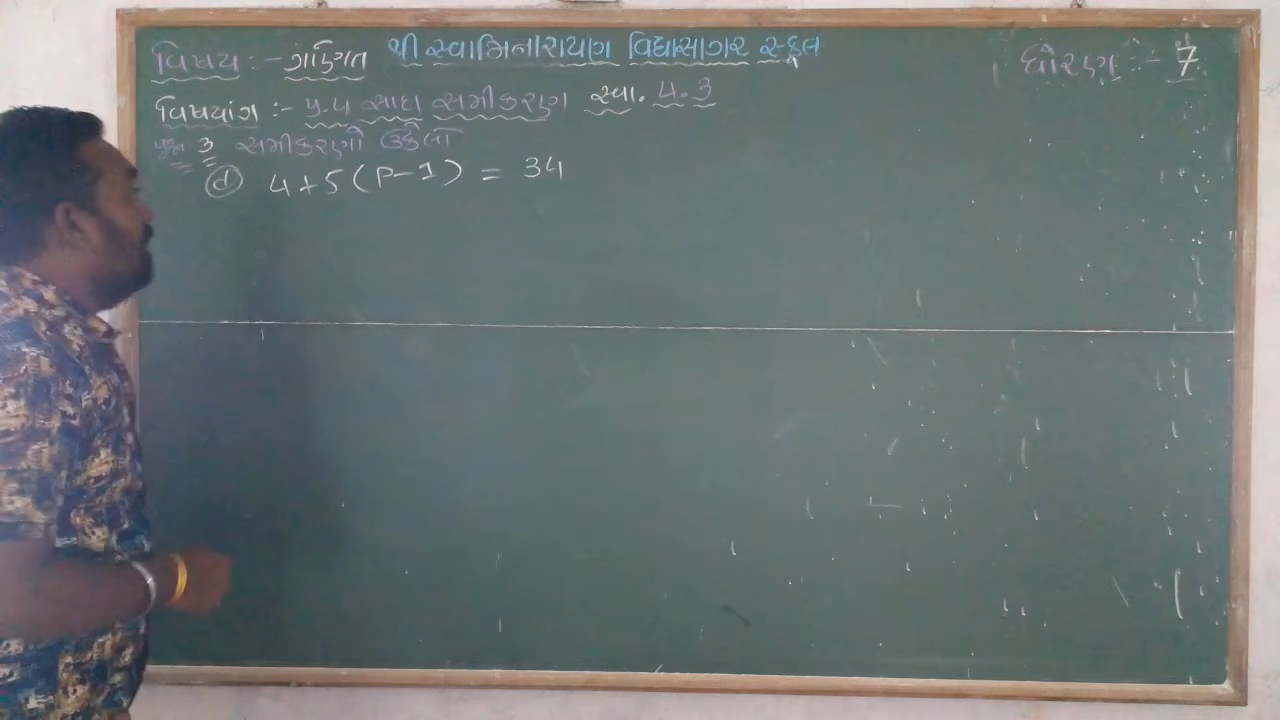 વિષય :- ગણિત શ્રી સ્વામિનારાયણ વિદ્યાસાગર સ્કૂલ ધોરણ :- 7
વિષયાંગ :- પ્ર.4 સાદા સમીકરણ સ્વા. 4.3
3 સમીકરણો ઉકેલો
(d) 4+5(P-1) = 34